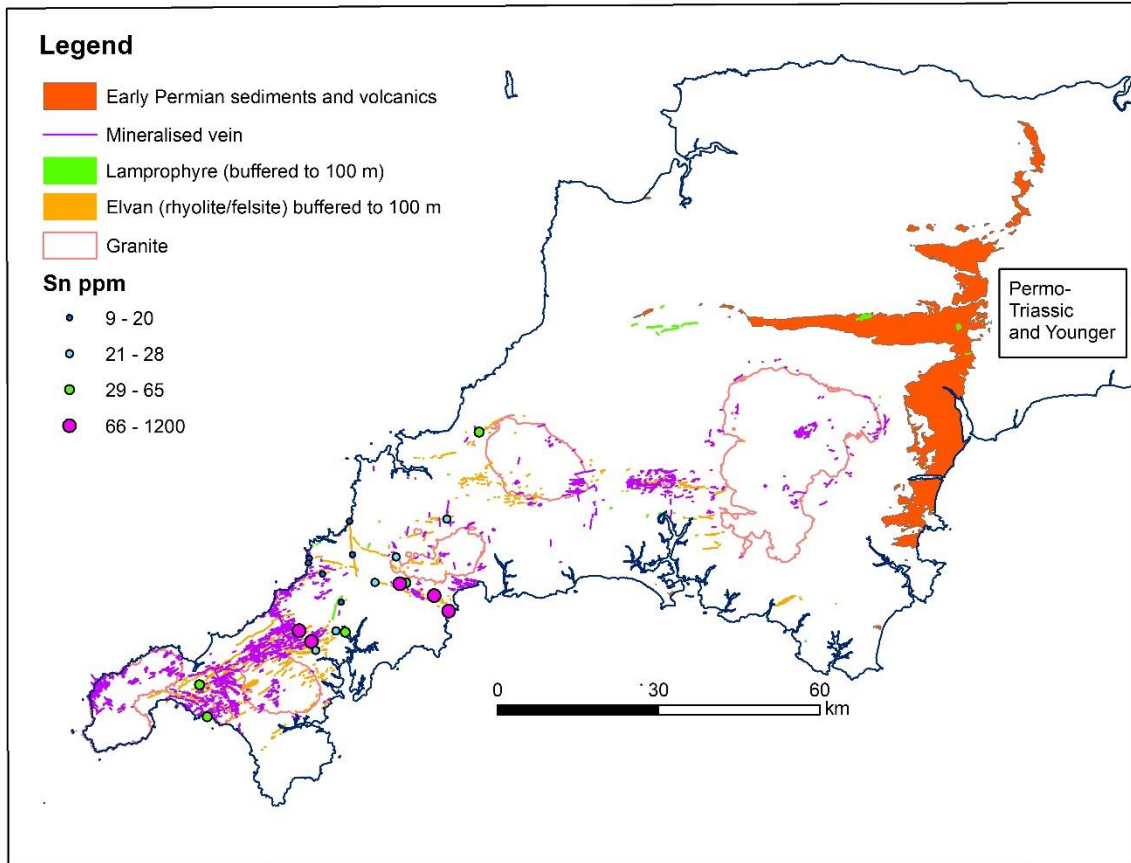 Legend
Early Permian sediments and volcanics
Mineralised vein
Lamprophyre (buffered to 100 m)
Elvan (rhyolite/felsite) buffered to 100 m
Granite
Sn ppm
9 - 20
21 - 28
29 - 65
66 - 1200
Permo-
Triassic
and Younger
0 30 60
km